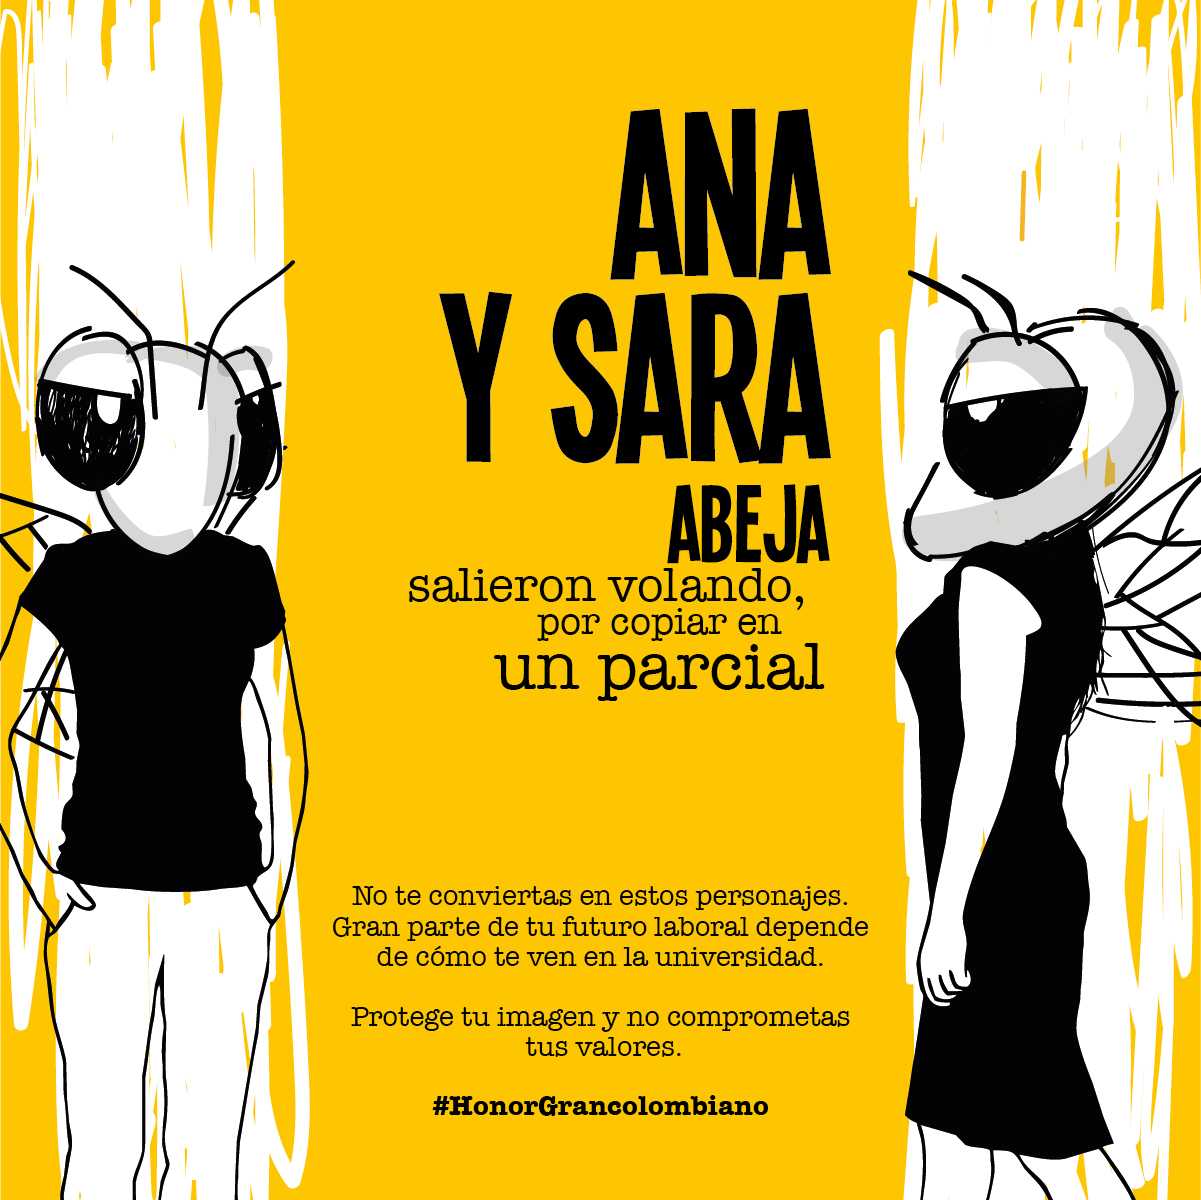 ANA
Y SARA
ABEJA
salieron volando,
por copiar en
un parcial
No te conviertas en estos personajes.
Gran parte de tu futuro laboral depende
de cómo te ven en la universidad.
Protege tu imagen y no comprometas
tus valores.
#HonorGrancolombiano